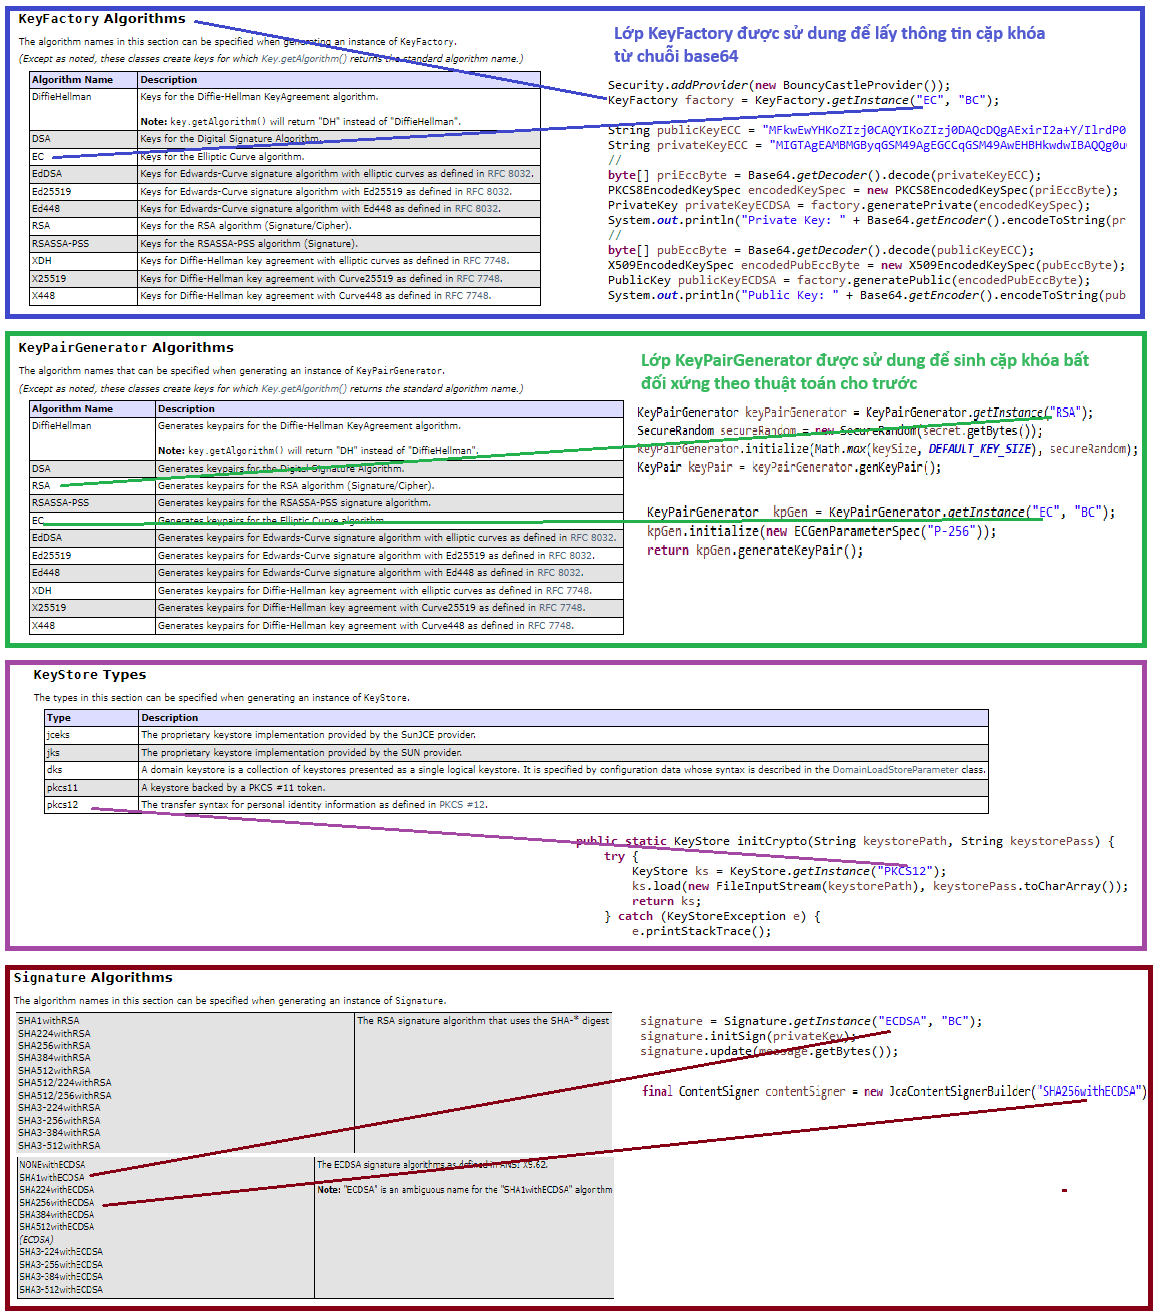 KeyFactory Algorithms
The algorithm names in this section can be specified when generating an instance of KeyFactory.
(Except as noted, these classes create keys for which Key.getAlgorithm() returns the standard algorithm name.)
Algorithm Name Description
DiffieHellman Keys for the Diffie-Hellman KeyAgreement algorithm.
Note: key.getAlgorithm() will return "DH" instead of "DiffieHellman".
DSA Keys for the Digital Signature Algorithm.
EC Keys for the Elliptic Curve algorithm.
EdDSA Keys for Edwards-Curve signature algorithm with elliptic curves as defined in RFC 8032.
Ed25519 Keys for Edwards-Curve signature algorithm with Ed25519 as defined in RFC 8032.
Ed448 Keys for Edwards-Curve signature algorithm with Ed448 as defined in RFC 8032.
RSA Keys for the RSA algorithm (Signature/Cipher).
RSASSA-PSS Keys for the RSASSA-PSS algorithm (Signature).
XDH Keys for Diffie-Hellman key agreement with elliptic curves as defined in RFC 7748.
X25519 Keys for Diffie-Hellman key agreement with Curve25519 as defined in RFC 7748.
X448 Keys for Diffie-Hellman key agreement with Curve448 as defined in RFC 7748.
Lớp KeyFactory được sử dung để lấy thông tin cặp khóa
từ chuỗi base64
Security.addProvider(new BouncyCastleProvider());
KeyFactory factory = KeyFactory.getInstance("EC", "BC");
String publicKeyECC = "MFkwEwYHKoZIzj0CAQYIKoZIzj0DAQcDQgAExirI2a+Y/IlrdP0
String privateKeyECC = "MIGTAgEAMBMGByqGSM49AgEGCCqGSM49AwEHBHkwdwIBAQQg0u
//
byte[] priEccByte = Base64.getDecoder().decode(privateKeyECC);
PKCS8EncodedKeySpec encodedKeySpec = new PKCS8EncodedKeySpec(priEccByte);
PrivateKey privateKeyECDSA = factory.generatePrivate(encodedKeySpec);
System.out.println("Private Key: " + Base64.getEncoder().encodeToString(pr
//
byte[] pubEccByte = Base64.getDecoder().decode(publicKeyECC);
X509EncodedKeySpec encodedPubEccByte = new X509EncodedKeySpec(pubEccByte);
PublicKey publicKeyECDSA = factory.generatePublic(encodedPubEccByte);
System.out.println("Public Key: " + Base64.getEncoder().encodeToString(pub
KeyPairGenerator Algorithms
The algorithm names that can be specified when generating an instance of KeyPairGenerator.
(Except as noted, these classes create keys for which Key.getAlgorithm() returns the standard algorithm name.)
Algorithm Name Description
DiffieHellman Generates keypairs for the Diffie-Hellman KeyAgreement algorithm.
Note: key.getAlgorithm() will return "DH" instead of "DiffieHellman".
DSA Generates keypairs for the Digital Signature Algorithm.
RSA Generates keypairs for the RSA algorithm (Signature/Cipher).
RSASSA-PSS Generates keypairs for the RSASSA-PSS signature algorithm.
EC Generates keypairs for the Elliptic Curve algorithm.
EdDSA Generates keypairs for Edwards-Curve signature algorithm with elliptic curves as defined in RFC 8032.
Ed25519 Generates keypairs for Edwards-Curve signature algorithm with Ed25519 as defined in RFC 8032.
Ed448 Generates keypairs for Edwards-Curve signature algorithm with Ed448 as defined in RFC 8032.
XDH Generates keypairs for Diffie-Hellman key agreement with elliptic curves as defined in RFC 7748.
X25519 Generates keypairs for Diffie-Hellman key agreement with Curve25519 as defined in RFC 7748.
X448 Generates keypairs for Diffie-Hellman key agreement with Curve448 as defined in RFC 7748.
Lớp KeyPairGenerator được sử dung để sinh cặp khóa bất
đối xứng theo thuật toán cho trước
KeyPairGenerator keyPairGenerator = KeyPairGenerator.getInstance("RSA");
SecureRandom secureRandom = new SecureRandom(secret.getBytes());
keyPairGenerator.initialize(Math.max(keySize, DEFAULT_KEY_SIZE), secureRandom);
KeyPair keyPair = keyPairGenerator.genKeyPair();
KeyPairGenerator kpGen = KeyPairGenerator.getInstance("EC", "BC");
kpGen.initialize(new ECGenParameterSpec("P-256"));
return kpGen.generateKeyPair();
KeyStore Types
The types in this section can be specified when generating an instance of KeyStore.
Type Description
jceks The proprietary keystore implementation provided by the SunJCE provider.
jks The proprietary keystore implementation provided by the SUN provider.
dks A domain keystore is a collection of keystores presented as a single logical keystore. It is specified by configuration data whose syntax is described in the DomainLoadStoreParameter class.
pkcs11 A keystore backed by a PKCS #11 token.
pkcs12 The transfer syntax for personal identity information as defined in PKCS #12.
public static KeyStore initCrypto(String keystorePath, String keystorePass) {
try {
KeyStore ks = KeyStore.getInstance("PKCS12");
ks.load(new FileInputStream(keystorePath), keystorePass.toCharArray());
return ks;
} catch (KeyStoreException e) {
e.printStackTrace();
Signature Algorithms
The algorithm names in this section can be specified when generating an instance of Signature.
SHA1withRSA The RSA signature algorithm that uses the SHA-* digest
SHA224withRSA
SHA256withRSA
SHA384withRSA
SHA512withRSA
SHA512/224withRSA
SHA512/256withRSA
SHA3-224withRSA
SHA3-256withRSA
SHA3-384withRSA
SHA3-512withRSA
NONEwithECDSA The ECDSA signature algorithms as defined in ANSI X9.62.
SHA1withECDSA
SHA224withECDSA Note: "ECDSA" is an ambiguous name for the "SHA1withECDSA" algorithm
SHA256withECDSA
SHA384withECDSA
SHA512withECDSA
(ECDSA)
SHA3-224withECDSA
SHA3-256withECDSA
SHA3-384withECDSA
SHA3-512withECDSA
signature = Signature.getInstance("ECDSA", "BC");
signature.initSign(privateKey);
signature.update(message.getBytes());
final ContentSigner contentSigner = new JcaContentSignerBuilder("SHA256withECDSA")